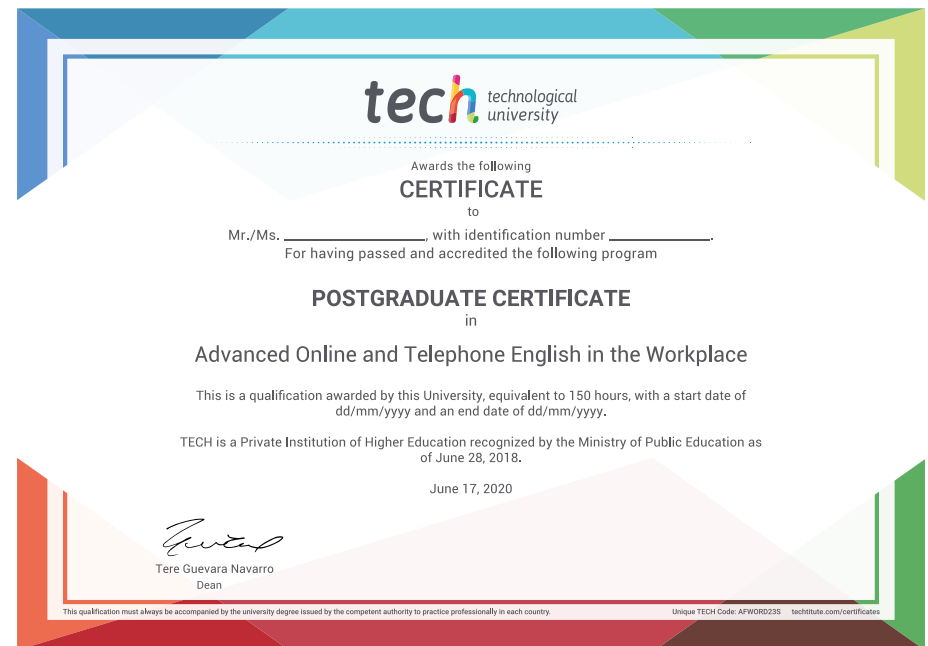 tech technological
university
Awards the following
CERTIFICATE
to
Mr./Ms. ____________________, with identification number ______________.
For having passed and accredited the following program
POSTGRADUATE CERTIFICATE
in
Advanced Online and Telephone English in the Workplace
This is a qualification awarded by this University, equivalent to 150 hours, with a start date of
dd/mm/yyyy and an end date of dd/mm/yyyy.
TECH is a Private Institution of Higher Education recognized by the Ministry of Public Education as
of June 28, 2018.
June 17, 2020
Tere Guevara Navarro
Dean
This qualification must always be accompanied by the university degree issued by the competent authority to practice professionally in each country.
Unique TECH Code: AFWORD23S techtitute.com/certificates